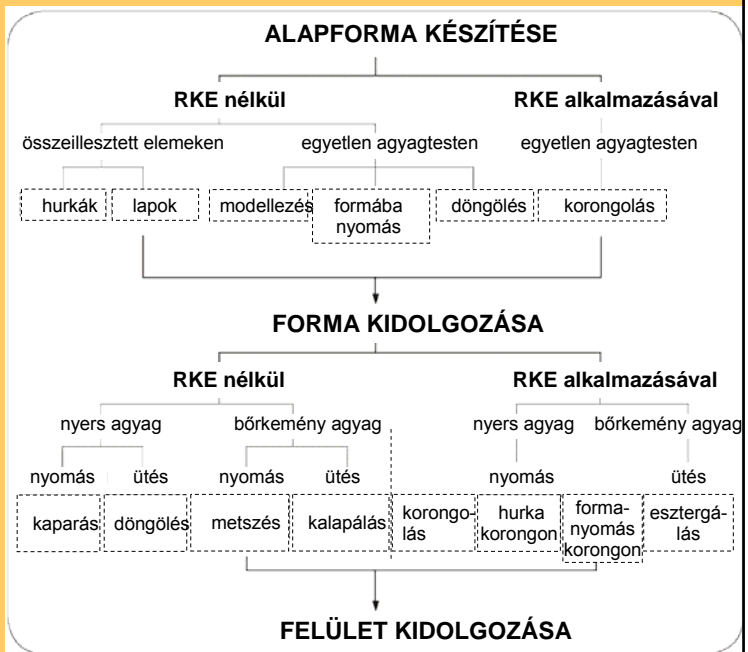 ALAPFORMA KÉSZÍTÉSE
RKE nélkül RKE alkalmazásával
összeillesztett elemeken egyetlen agyagtesten egyetlen agyagtesten
hurkák lapok modellezés formába döngölés korongolás
nyomás
FORMA KIDOLGOZÁSA
RKE nélkül RKE alkalmazásával
nyers agyag bőrkemény agyag nyers agyag bőrkemény agyag
nyomás ütés nyomás ütés nyomás ütés
kaparás döngölés metszés kalapálás korongo- hurka forma- esztergá-
lás korongon nyomás lás
korongon
FELÜLET KIDOLGOZÁSA